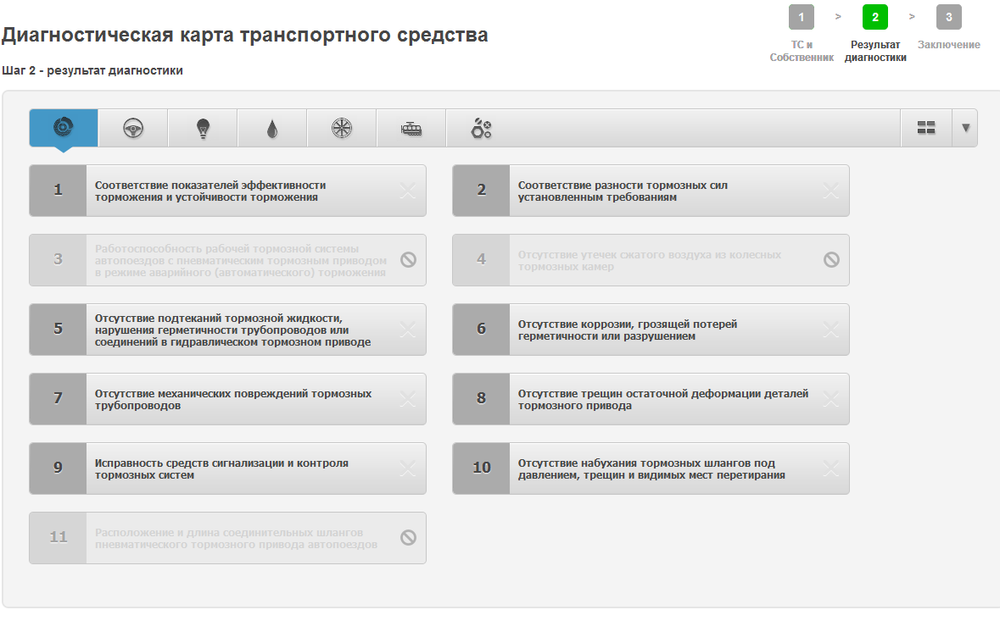 Диагностическая карта транспортного средства
Шаг 2 - результат диагностики
1 > 2 > 3
ТС и
Собственник
Результат
диагностики
Заключение
1
Соответствие показателей эффективности
торможения и устойчивости торможения
2
Соответствие разности тормозных сил
установленным требованиям
3
Работоспособность рабочей тормозной системы
автопоездов с пневматическим тормозным приводом
в режиме аварийного (автоматического) торможения
4
Отсутствие утечек сжатого воздуха из колесных
тормозных камер
5
Отсутствие подтеканий тормозной жидкости,
нарушения герметичности трубопроводов или
соединений в гидравлическом тормозном приводе
6
Отсутствие коррозии, грозящей потерей
герметичности или разрушением
7
Отсутствие механических повреждений тормозных
трубопроводов
8
Отсутствие трещин остаточной деформации деталей
тормозного привода
9
Исправность средств сигнализации и контроля
тормозных систем
10
Отсутствие набухания тормозных шлангов под
давлением, трещин и видимых мест перетирания
11
Расположение и длина соединительных шлангов
пневматического тормозного привода автопоездов